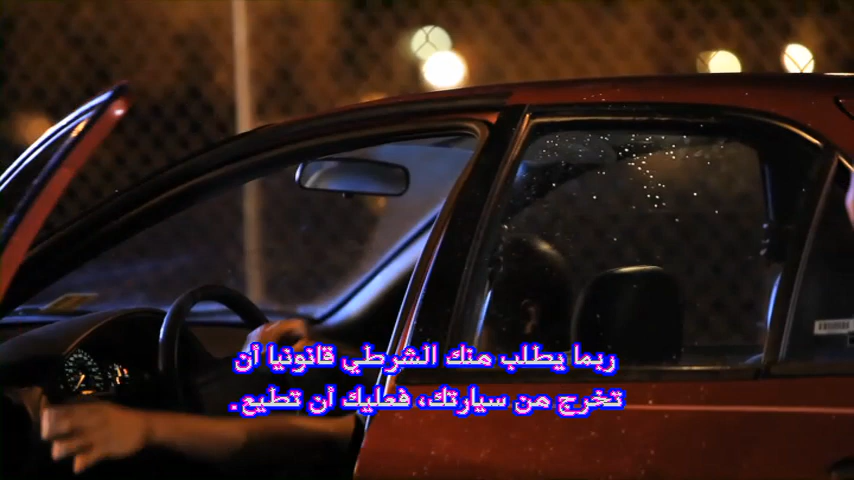 ربما يطلب منك الشرطي قانونيا أن
تخرج من سيارتك، فعليك أن تطيع.